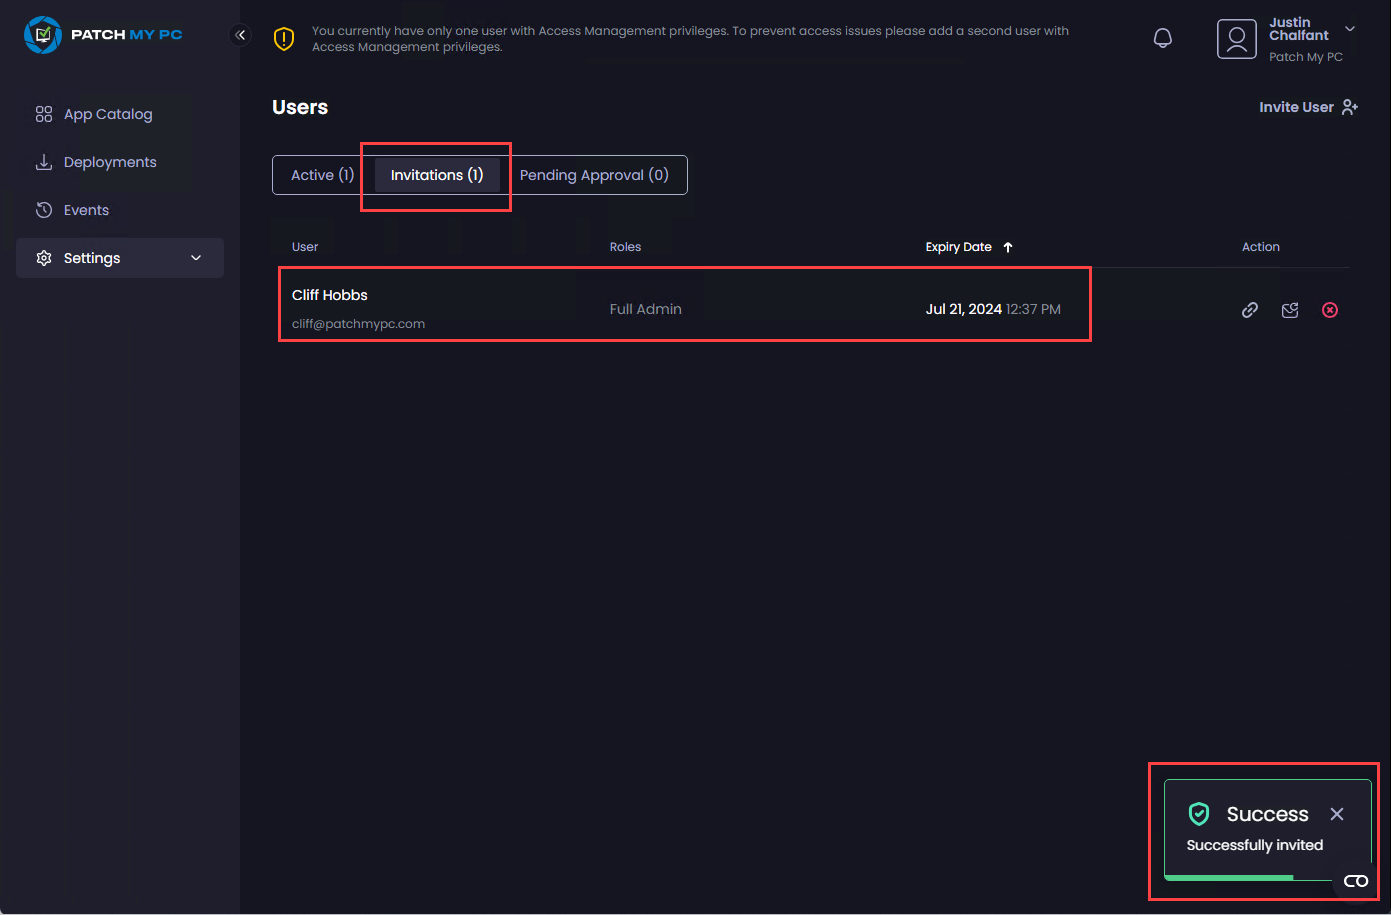 PATCH MY PC
You currently have only one user with Access Management privileges. To prevent access issues please add a second user with
Access Management privileges.
Justin
Chalfant
Patch My PC
App Catalog
Deployments
Events
Settings
Users
Invite User
Active (1)
Invitations (1)
Pending Approval (0)
User
Roles
Expiry Date
Action
Cliff Hobbs
cliff@patchmypc.com
Full Admin
Jul 21, 2024 12:37 PM
Success
Successfully invited